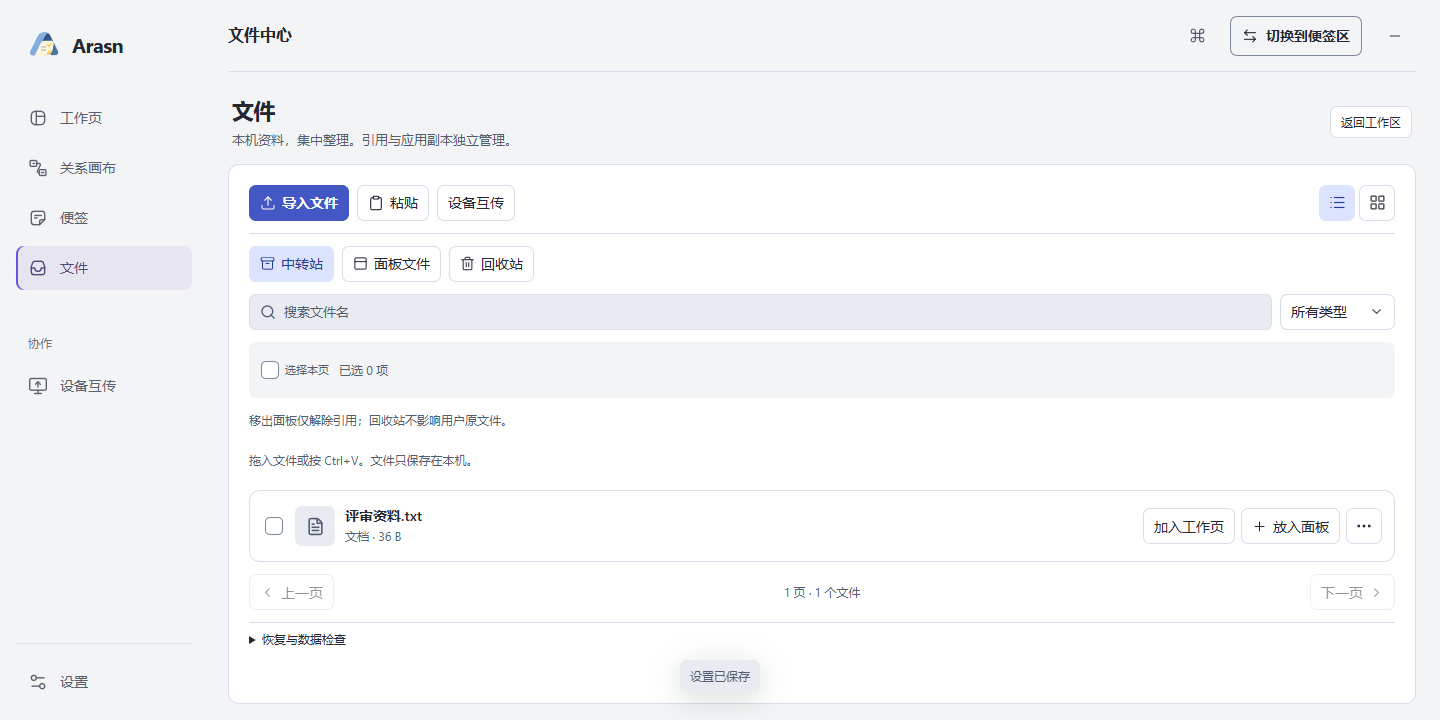 Arasn
工作页
关系画布
便签
文件
协作
设备互传
设置
文件中心
⌘
切换到便签区
文件
本机资料，集中整理。引用与应用副本独立管理。
返回工作区
导入文件
粘贴
设备互传
中转站
面板文件
回收站
搜索文件名
所有类型
选择本页 已选 0 项
移出面板仅解除引用；回收站不影响用户原文件。
拖入文件或按 Ctrl+V。文件只保存在本机。
评审资料.txt
文档 · 36 B
加入工作页
放入面板
上一页
1 页 · 1 个文件
下一页
恢复与数据检查
设置已保存